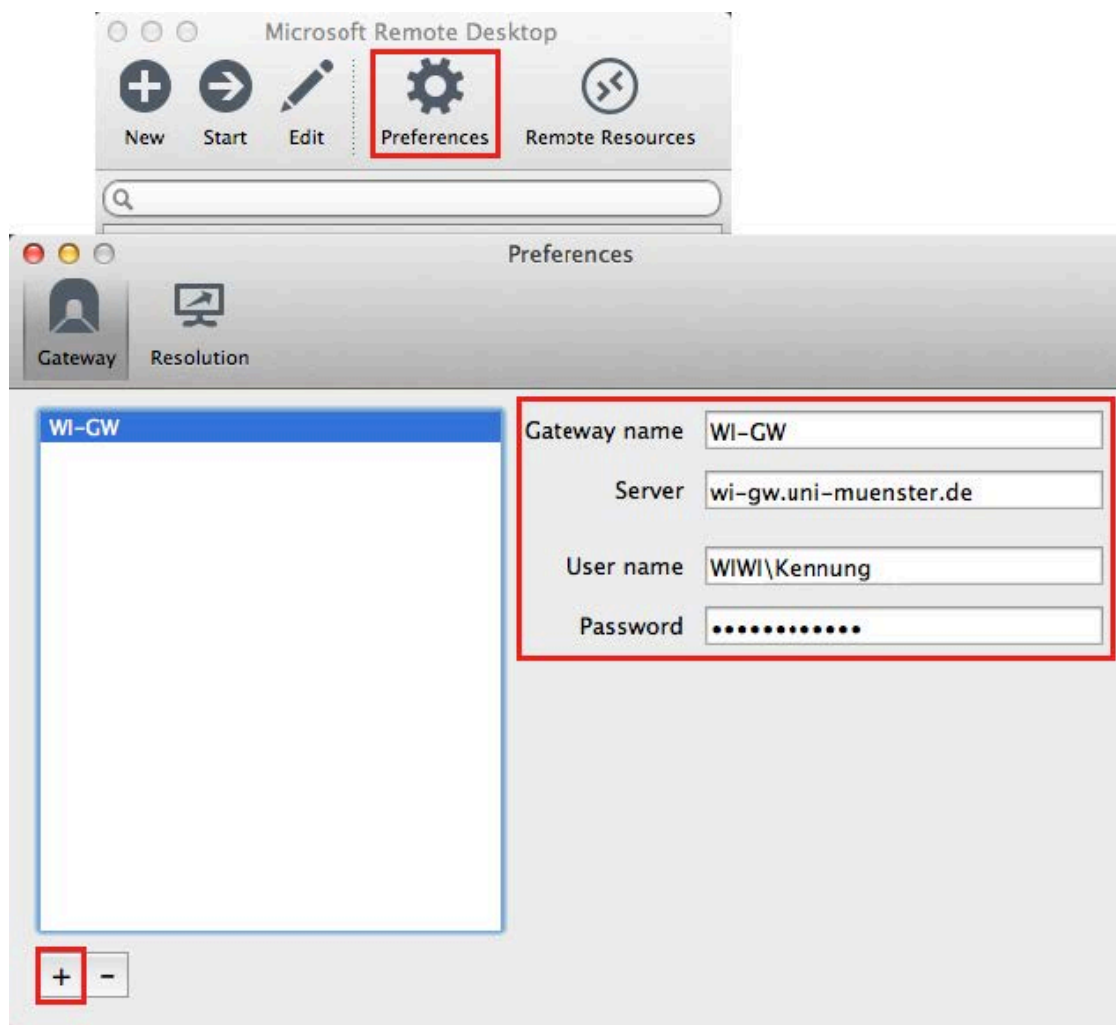 Microsoft Remote Desktop
New Start Edit Preferences Remote Resources
Preferences
Gateway Resolution
WI-GW
Gateway name WI-GW
Server wi-gw.uni-muenster.de
User name WIWI\Kennung
Password ••••••••••••
+ -